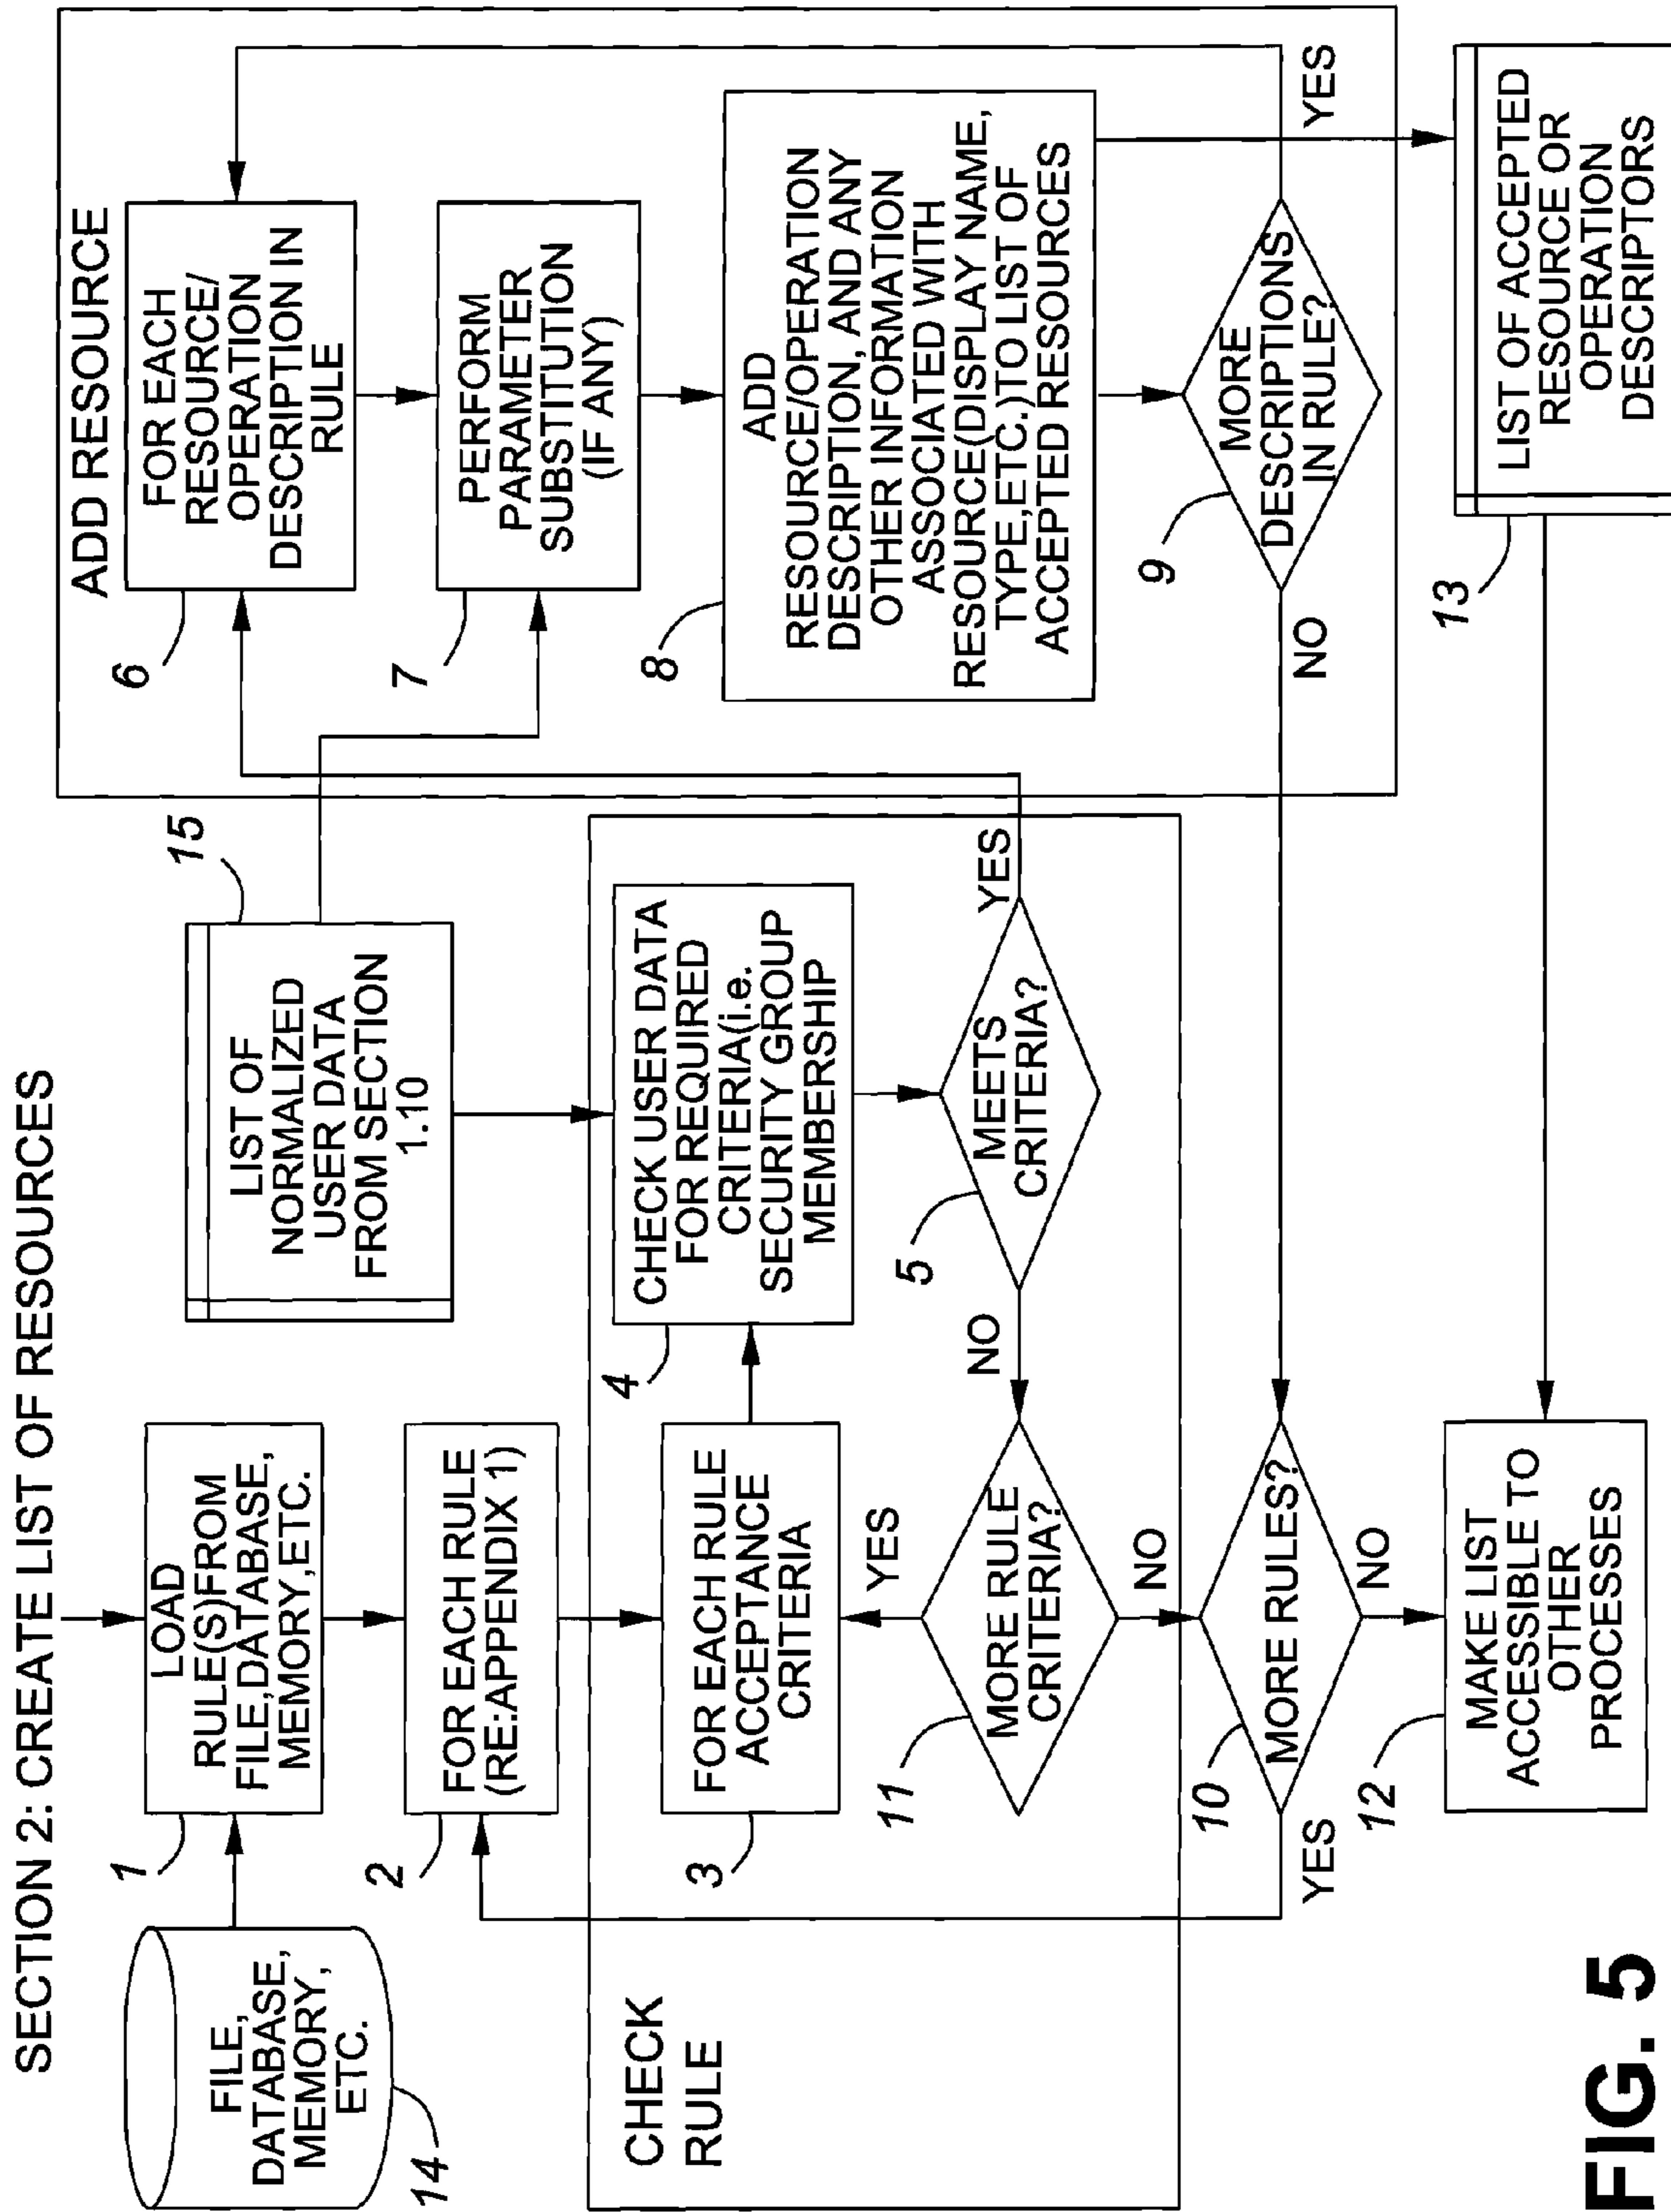 SECTION 2: CREATE LIST OF RESOURCES
FILE,
DATABASE,
MEMORY,
ETC.
14
1
LOAD
RULE(S)FROM
FILE,DATABASE,
MEMORY,ETC.
2
FOR EACH RULE
(RE:APPENDIX 1)
LIST OF
NORMALIZED
USER DATA
FROM SECTION
1.10
15
CHECK
RULE
3
FOR EACH RULE
ACCEPTANCE
CRITERIA
4
CHECK USER DATA
FOR REQUIRED
CRITERIA(i.e.
SECURITY GROUP
MEMBERSHIP
5
MEETS
CRITERIA?
YES
NO
11
MORE RULE
CRITERIA?
YES
NO
10
MORE RULES?
YES
NO
12
MAKE LIST
ACCESSIBLE TO
OTHER
PROCESSES
ADD RESOURCE
6
FOR EACH
RESOURCE/
OPERATION
DESCRIPTION IN
RULE
7
PERFORM
PARAMETER
SUBSTITUTION
(IF ANY)
8
ADD
RESOURCE/OPERATION
DESCRIPTION, AND ANY
OTHER INFORMATION
ASSOCIATED WITH
RESOURCE(DISPLAY NAME,
TYPE,ETC.)TO LIST OF
ACCEPTED RESOURCES
9
MORE
DESCRIPTIONS
IN RULE?
YES
NO
13
LIST OF ACCEPTED
RESOURCE OR
OPERATION
DESCRIPTORS
FIG. 5